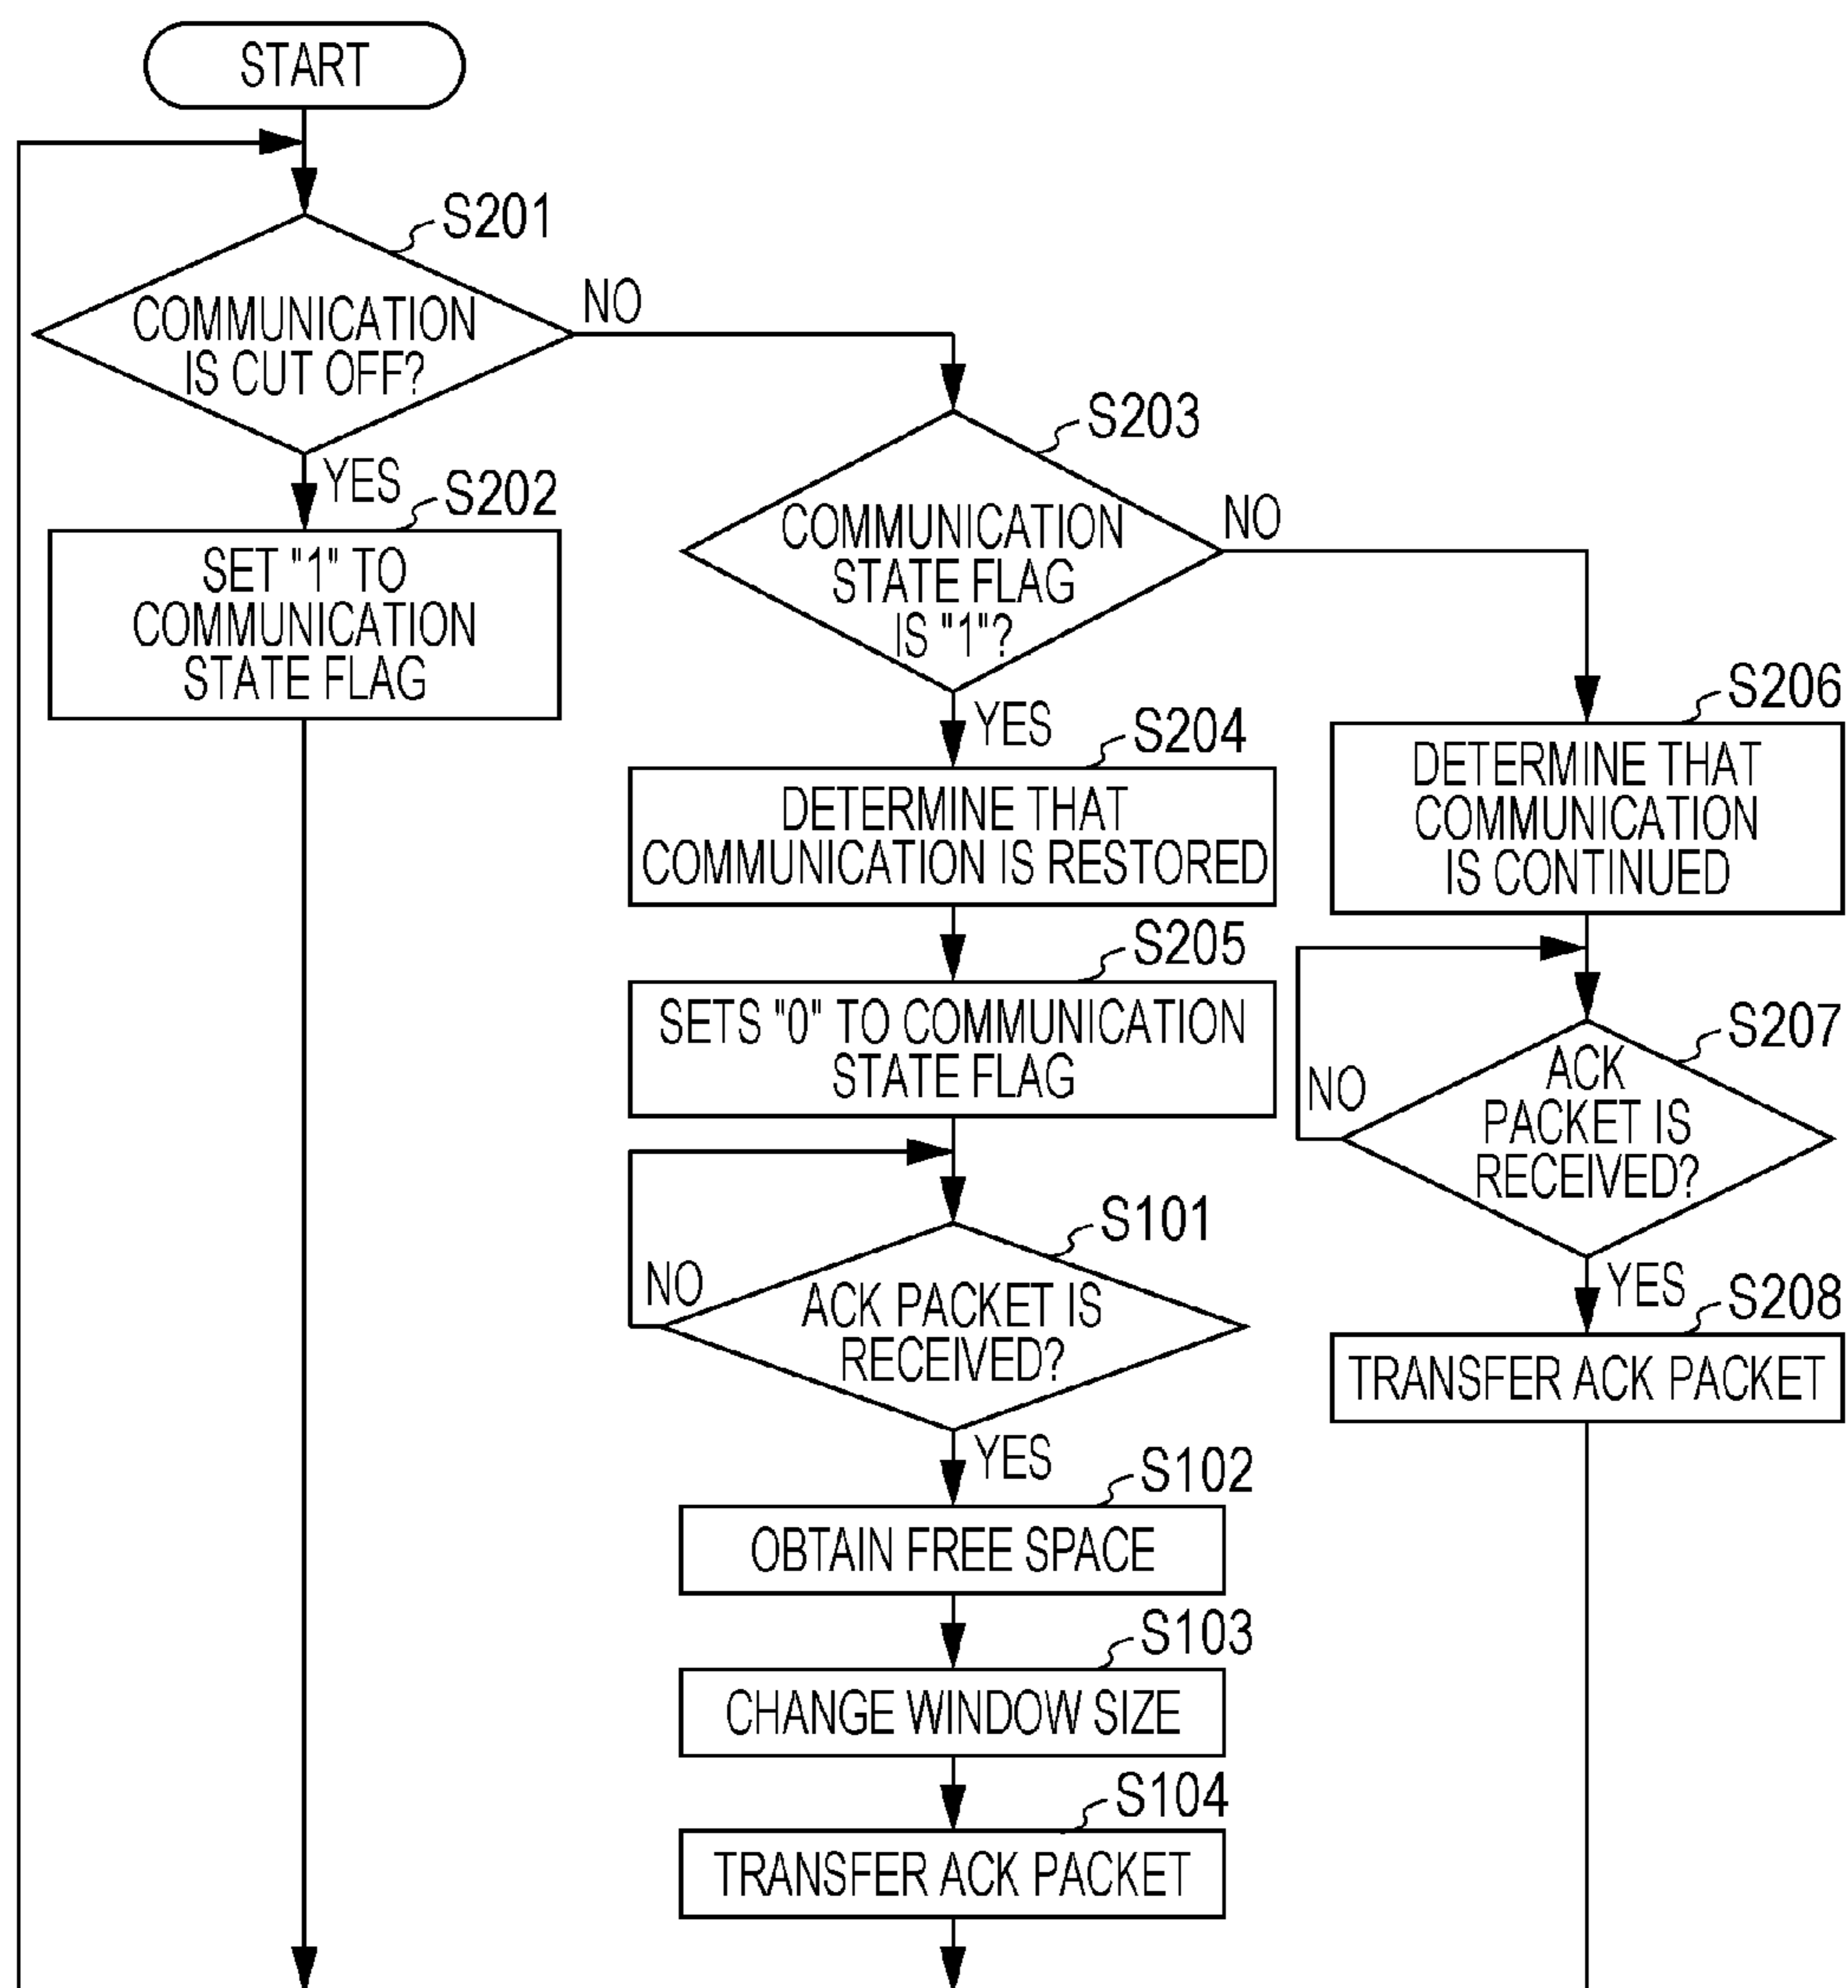 START
S201
COMMUNICATION
IS CUT OFF?
NO
YES
S202
SET "1" TO
COMMUNICATION
STATE FLAG
S203
COMMUNICATION
STATE FLAG
IS "1"?
NO
YES
S204
DETERMINE THAT
COMMUNICATION IS RESTORED
S205
SETS "0" TO COMMUNICATION
STATE FLAG
S101
ACK PACKET IS
RECEIVED?
NO
YES
S102
OBTAIN FREE SPACE
S103
CHANGE WINDOW SIZE
S104
TRANSFER ACK PACKET
S206
DETERMINE THAT
COMMUNICATION
IS CONTINUED
S207
ACK
PACKET IS
RECEIVED?
NO
YES
S208
TRANSFER ACK PACKET